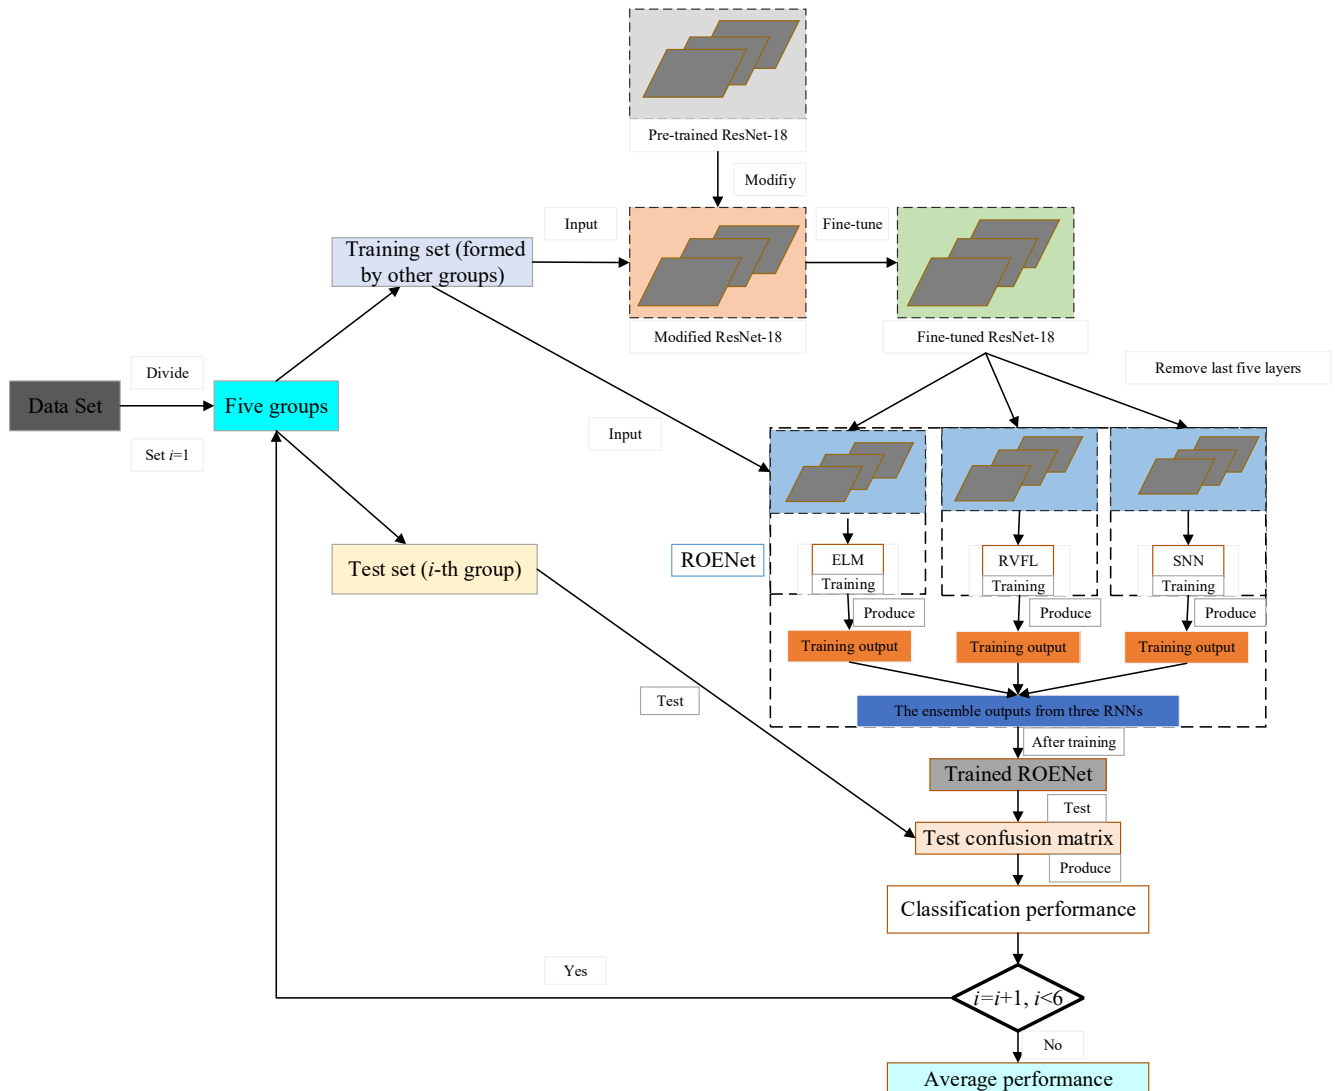 Pre-trained ResNet-18
Modifiy
Input
Fine-tune
Training set (formed
by other groups)
Modified ResNet-18
Fine-tuned ResNet-18
Divide
Remove last five layers
Data Set
Five groups
Input
Set i=1
ROENet
ELM
Training
RVFL
Training
SNN
Training
Test set (i-th group)
Produce
Produce
Produce
Training output
Training output
Training output
Test
The ensemble outputs from three RNNs
After training
Trained ROENet
Test
Test confusion matrix
Produce
Classification performance
Yes
i=i+1, i<6
No
Average performance